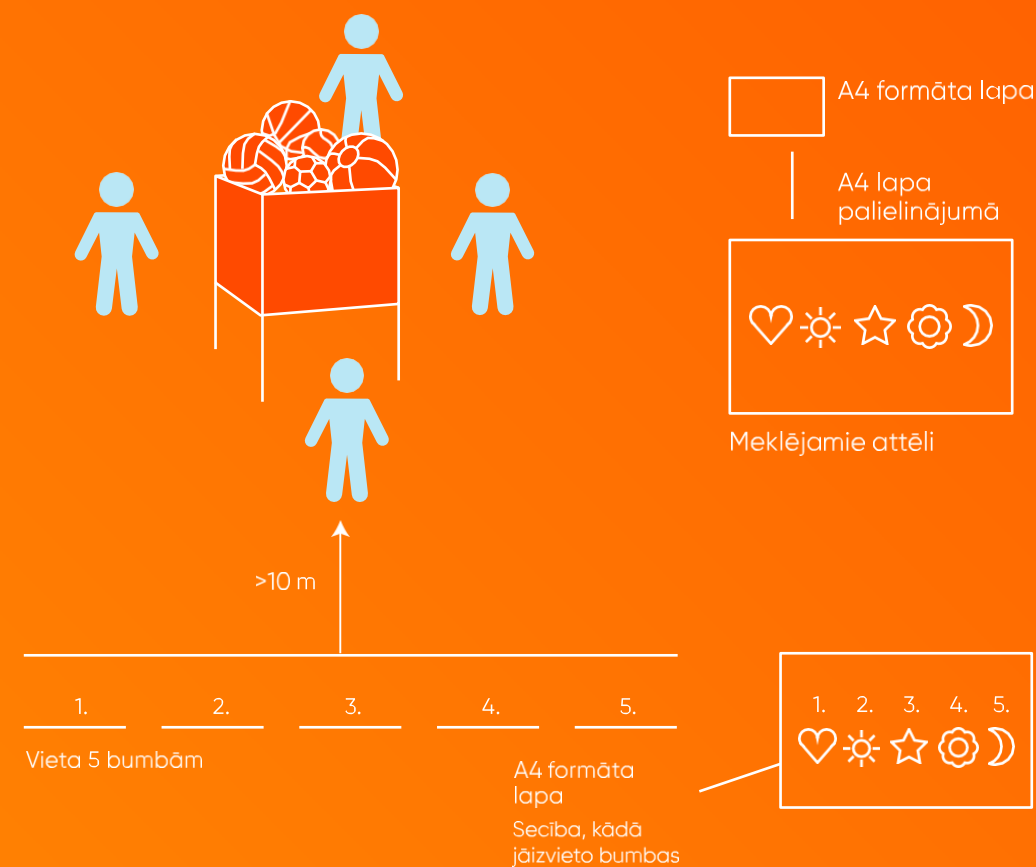 A4 formāta lapa
A4 lapa
palielinājumā
Meklējamie attēli
>10 m
1. 2. 3. 4. 5.
Vieta 5 bumbām
1. 2. 3. 4. 5.
A4 formāta
lapa
Secība, kādā
jāizvieto bumbas